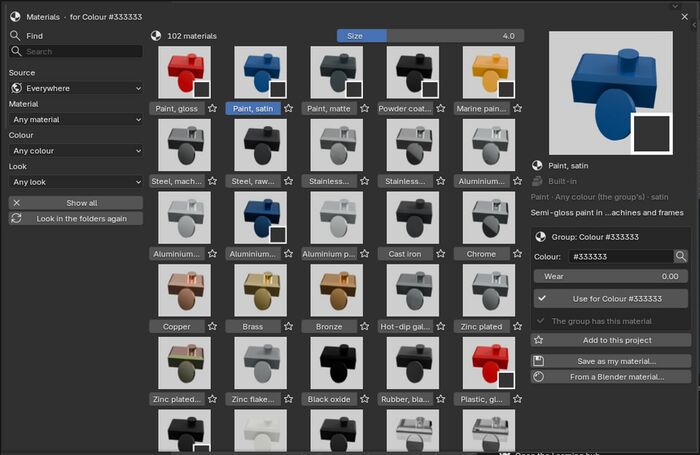 Materials · for Colour #333333
Find
Search
Source
Everywhere
Material
Any material
Colour
Any colour
Look
Any look
Show all
Look in the folders again
102 materials
Size 4.0
Paint, gloss
Paint, satin
Paint, matte
Powder coat...
Marine pain...
Steel, mach...
Steel, raw...
Stainless...
Stainless...
Aluminium...
Aluminium...
Aluminium...
Aluminium p...
Cast iron
Chrome
Copper
Brass
Bronze
Hot-dip gal...
Zinc plated
Zinc plated...
Zinc flake...
Black oxide
Rubber, bla...
Plastic, gl...
Paint, satin
Built-in
Paint · Any colour (the group's) · satin
Semi-gloss paint in ...achines and frames
Group: Colour #333333
Colour: #333333
Wear 0.00
Use for Colour #333333
The group has this material
Add to this project
Save as my material...
From a Blender material...